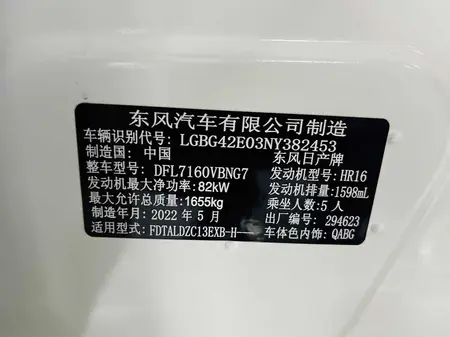 东风汽车有限公司制造
车辆识别代号: LGBG42E03NY382453
制造国: 中国 东风日产牌
整车型号: DFL7160VBNG7 发动机型号: HR16
发动机最大净功率: 82kW 发动机排量: 1598mL
最大允许总质量: 1655kg 乘坐人数: 5 人
制造年月: 2022 年 5 月 出厂编号: 294623
适用型式: FDTALDZC13EXB-H--- 车体色内饰: QABG